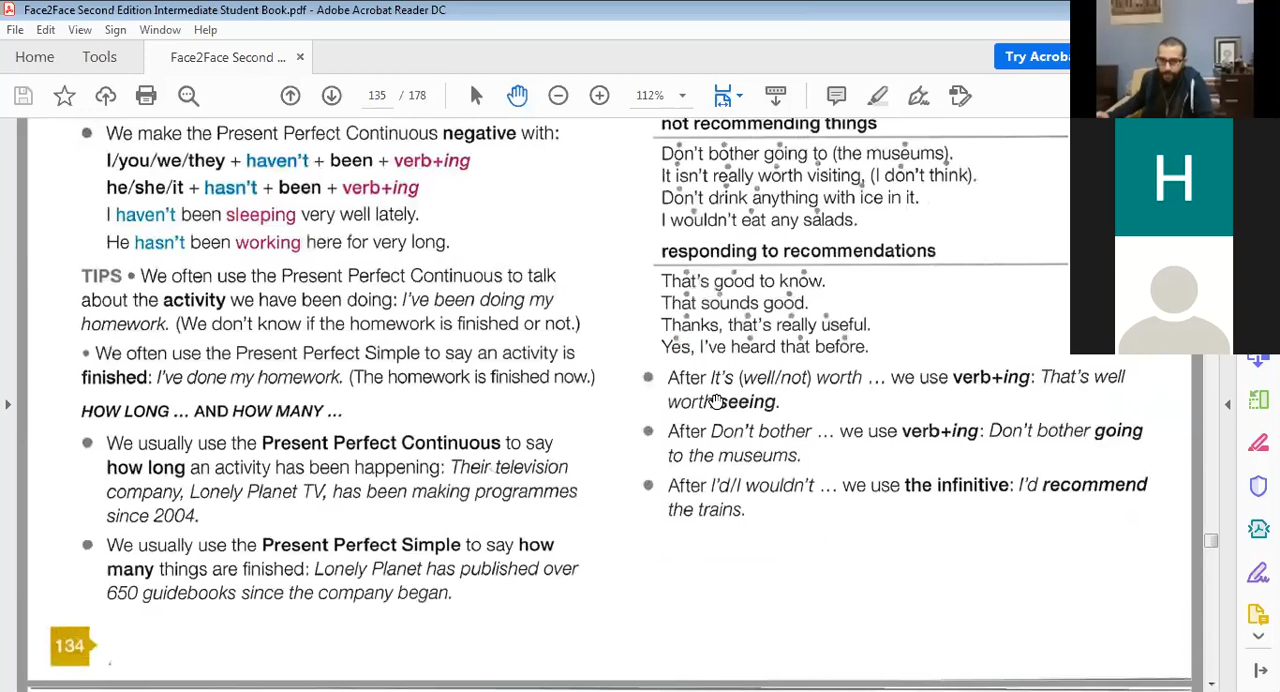 Face2Face Second Edition Intermediate Student Book.pdf - Adobe Acrobat Reader DC
File Edit View Sign Window Help
Home Tools Face2Face Second ... × Try Acroba
135 / 178 112%
We make the Present Perfect Continuous negative with:
I/you/we/they + haven't + been + verb+ing
he/she/it + hasn't + been + verb+ing
I haven't been sleeping very well lately.
He hasn't been working here for very long.
TIPS • We often use the Present Perfect Continuous to talk
about the activity we have been doing: I've been doing my
homework. (We don't know if the homework is finished or not.)
• We often use the Present Perfect Simple to say an activity is
finished: I've done my homework. (The homework is finished now.)
HOW LONG ... AND HOW MANY ...
We usually use the Present Perfect Continuous to say
how long an activity has been happening: Their television
company, Lonely Planet TV, has been making programmes
since 2004.
We usually use the Present Perfect Simple to say how
many things are finished: Lonely Planet has published over
650 guidebooks since the company began.
134
not recommending things
Don't bother going to (the museums).
It isn't really worth visiting, (I don't think).
Don't drink anything with ice in it.
I wouldn't eat any salads.
responding to recommendations
That's good to know.
That sounds good.
Thanks, that's really useful.
Yes, I've heard that before.
After It's (well/not) worth ... we use verb+ing: That's well
worth seeing.
After Don't bother ... we use verb+ing: Don't bother going
to the museums.
After I'd/I wouldn't ... we use the infinitive: I'd recommend
the trains.
H